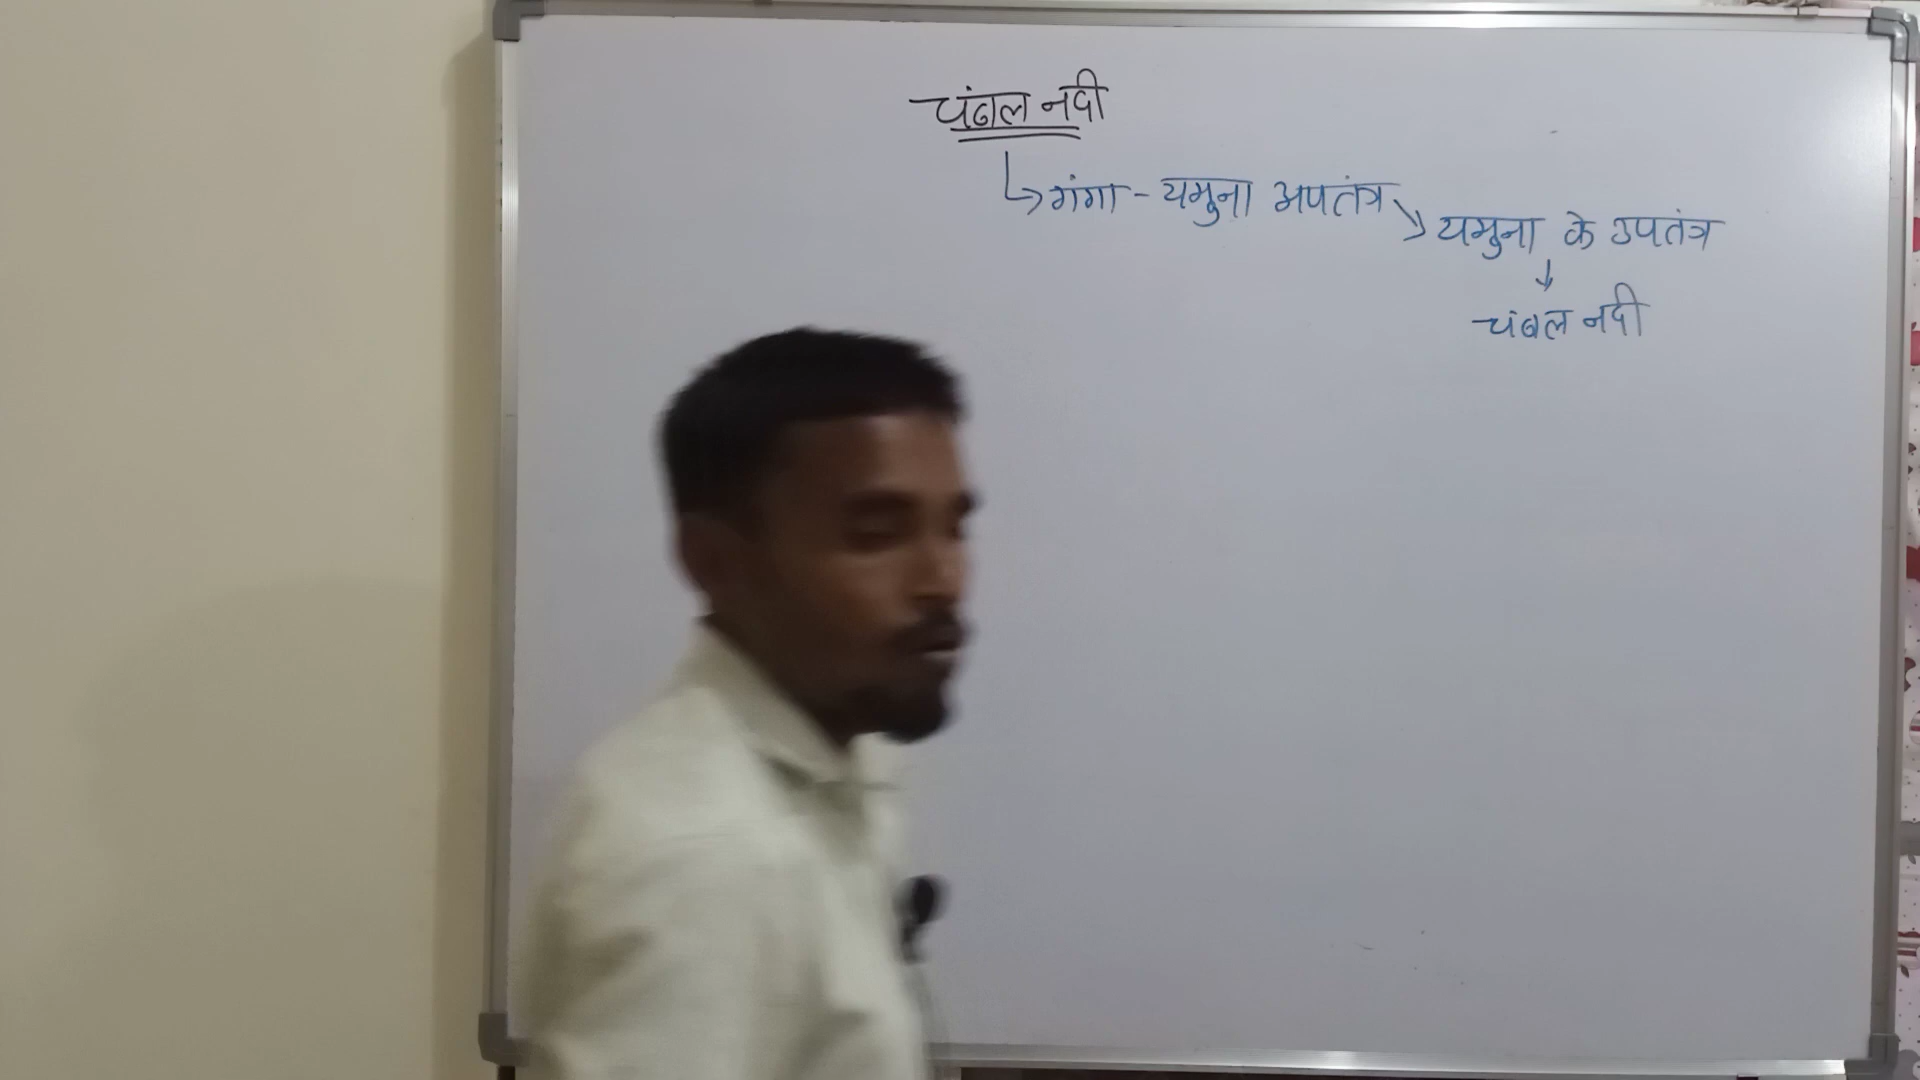 चंबल नदी
↳ गंगा - यमुना अपतंत्र ↘ यमुना के उपतंत्र
↓
चंबल नदी